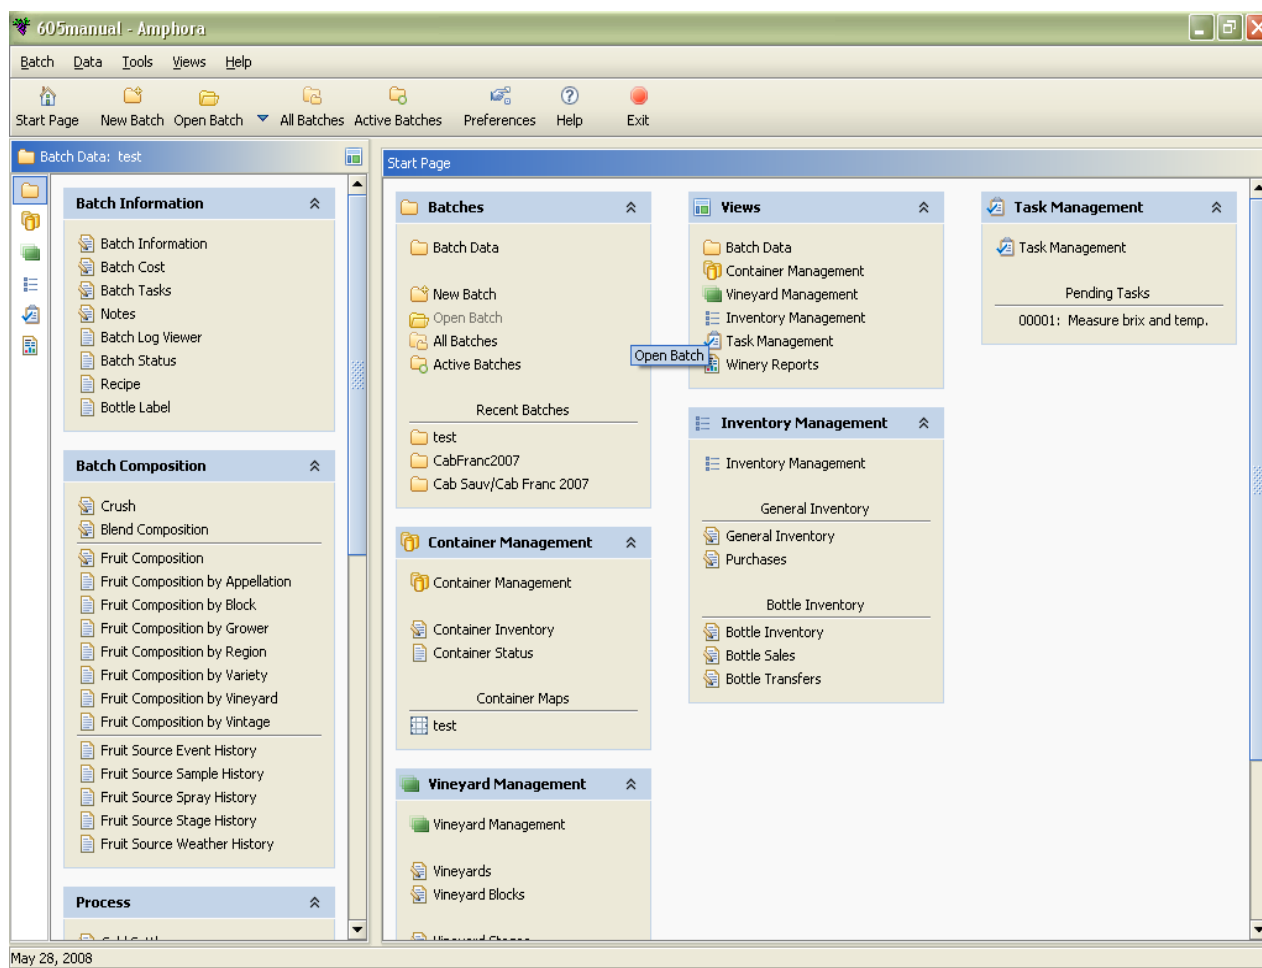 605manual - Amphora
Batch Data Tools Views Help
Start Page New Batch Open Batch All Batches Active Batches Preferences Help Exit
Batch Data: test
Batch Information
Batch Information
Batch Cost
Batch Tasks
Notes
Batch Log Viewer
Batch Status
Recipe
Bottle Label
Batch Composition
Crush
Blend Composition
Fruit Composition
Fruit Composition by Appellation
Fruit Composition by Block
Fruit Composition by Grower
Fruit Composition by Region
Fruit Composition by Variety
Fruit Composition by Vineyard
Fruit Composition by Vintage
Fruit Source Event History
Fruit Source Sample History
Fruit Source Spray History
Fruit Source Stage History
Fruit Source Weather History
Process
Start Page
Batches
Batch Data
New Batch
Open Batch
All Batches
Active Batches
Recent Batches
test
CabFranc2007
Cab Sauv/Cab Franc 2007
Container Management
Container Management
Container Inventory
Container Status
Container Maps
test
Vineyard Management
Vineyard Management
Vineyards
Vineyard Blocks
Open Batch
Views
Batch Data
Container Management
Vineyard Management
Inventory Management
Task Management
Winery Reports
Inventory Management
Inventory Management
General Inventory
General Inventory
Purchases
Bottle Inventory
Bottle Inventory
Bottle Sales
Bottle Transfers
Task Management
Task Management
Pending Tasks
00001: Measure brix and temp.
May 28, 2008